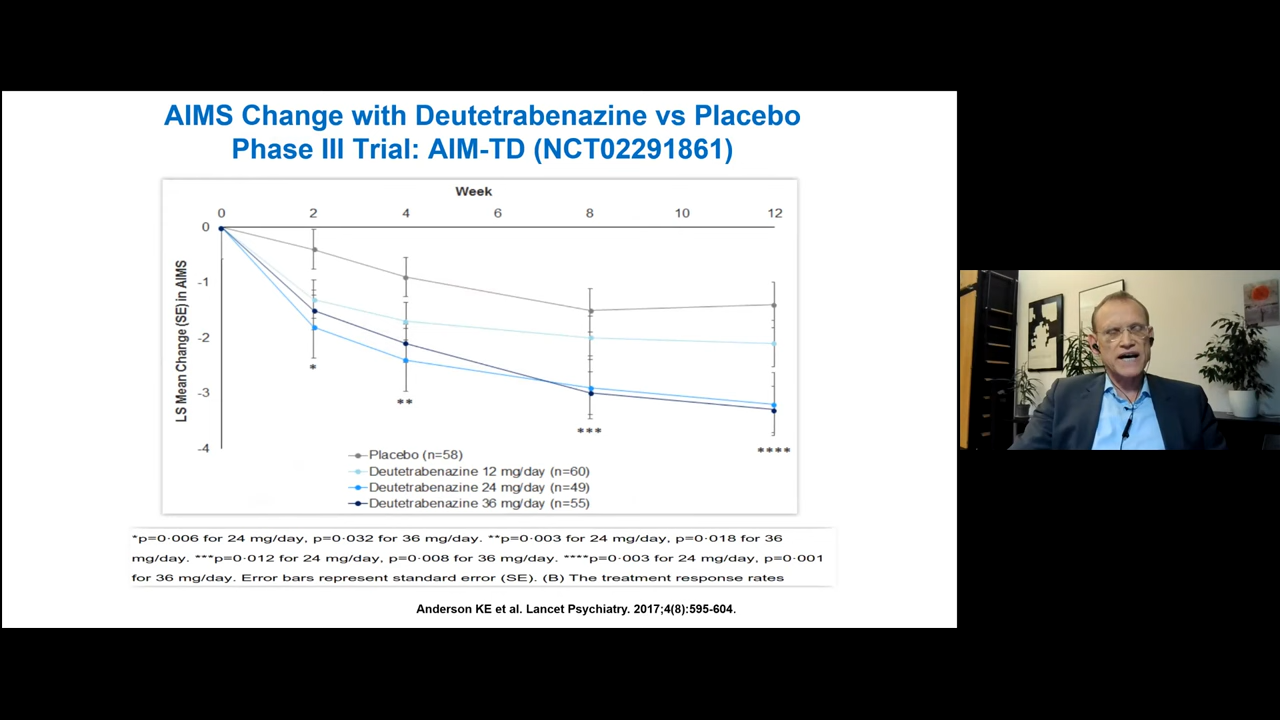 AIMS Change with Deutetrabenazine vs Placebo
Phase III Trial: AIM-TD (NCT02291861)
Week
0 2 4 6 8 10 12
0
-1
-2
-3
-4
LS Mean Change (SE) in AIMS
*
**
***
****
Placebo (n=58)
Deutetrabenazine 12 mg/day (n=60)
Deutetrabenazine 24 mg/day (n=49)
Deutetrabenazine 36 mg/day (n=55)
*p=0·006 for 24 mg/day, p=0·032 for 36 mg/day. **p=0·003 for 24 mg/day, p=0·018 for 36
mg/day. ***p=0·012 for 24 mg/day, p=0·008 for 36 mg/day. ****p=0·003 for 24 mg/day, p=0·001
for 36 mg/day. Error bars represent standard error (SE). (B) The treatment response rates
Anderson KE et al. Lancet Psychiatry. 2017;4(8):595-604.